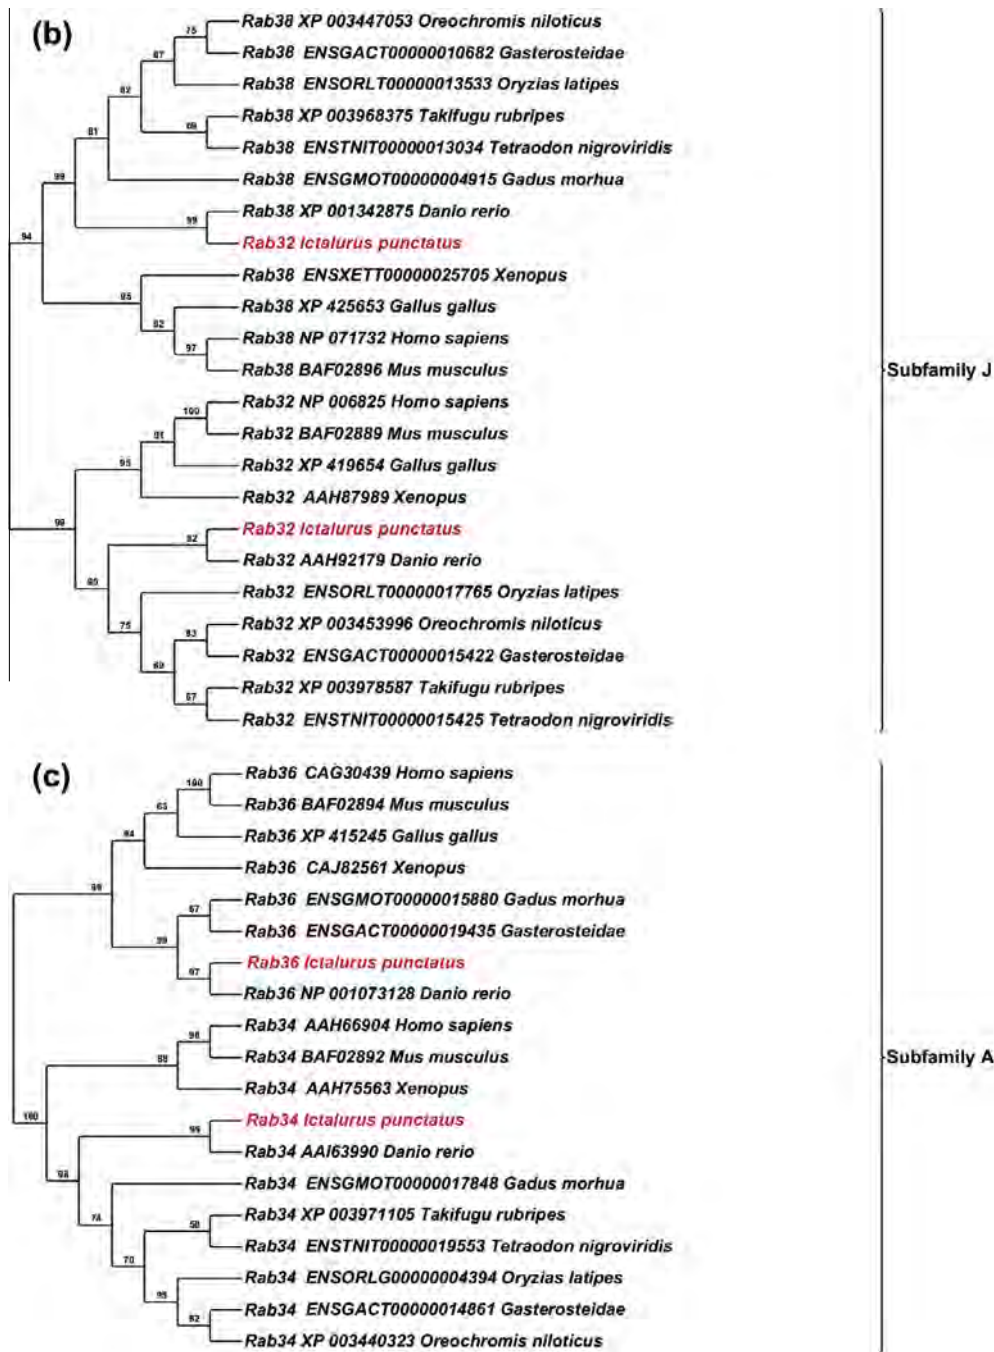 (b)
Rab38 XP 003447053 Oreochromis niloticus
Rab38 ENSGACT00000010682 Gasterosteidae
Rab38 ENSORLT00000013533 Oryzias latipes
Rab38 XP 003968375 Takifugu rubripes
Rab38 ENSTNIT00000013034 Tetraodon nigroviridis
Rab38 ENSGMOT00000004915 Gadus morhua
Rab38 XP 001342875 Danio rerio
Rab32 Ictalurus punctatus
Rab38 ENSXETT00000025705 Xenopus
Rab38 XP 425653 Gallus gallus
Rab38 NP 071732 Homo sapiens
Rab38 BAF02896 Mus musculus
Subfamily J
Rab32 NP 006825 Homo sapiens
Rab32 BAF02889 Mus musculus
Rab32 XP 419654 Gallus gallus
Rab32 AAH87989 Xenopus
Rab32 Ictalurus punctatus
Rab32 AAH92179 Danio rerio
Rab32 ENSORLT00000017765 Oryzias latipes
Rab32 XP 003453996 Oreochromis niloticus
Rab32 ENSGACT00000015422 Gasterosteidae
Rab32 XP 003978587 Takifugu rubripes
Rab32 ENSTNIT00000015425 Tetraodon nigroviridis
(c)
Rab36 CAG30439 Homo sapiens
Rab36 BAF02894 Mus musculus
Rab36 XP 415245 Gallus gallus
Rab36 CAJ82561 Xenopus
Rab36 ENSGMOT00000015880 Gadus morhua
Rab36 ENSGACT00000019435 Gasterosteidae
Rab36 Ictalurus punctatus
Rab36 NP 001073128 Danio rerio
Rab34 AAH66904 Homo sapiens
Rab34 BAF02892 Mus musculus
Subfamily A
Rab34 AAH75563 Xenopus
Rab34 Ictalurus punctatus
Rab34 AAI63990 Danio rerio
Rab34 ENSGMOT00000017848 Gadus morhua
Rab34 XP 003971105 Takifugu rubripes
Rab34 ENSTNIT00000019553 Tetraodon nigroviridis
Rab34 ENSORLG00000004394 Oryzias latipes
Rab34 ENSGACT00000014861 Gasterosteidae
Rab34 XP 003440323 Oreochromis niloticus